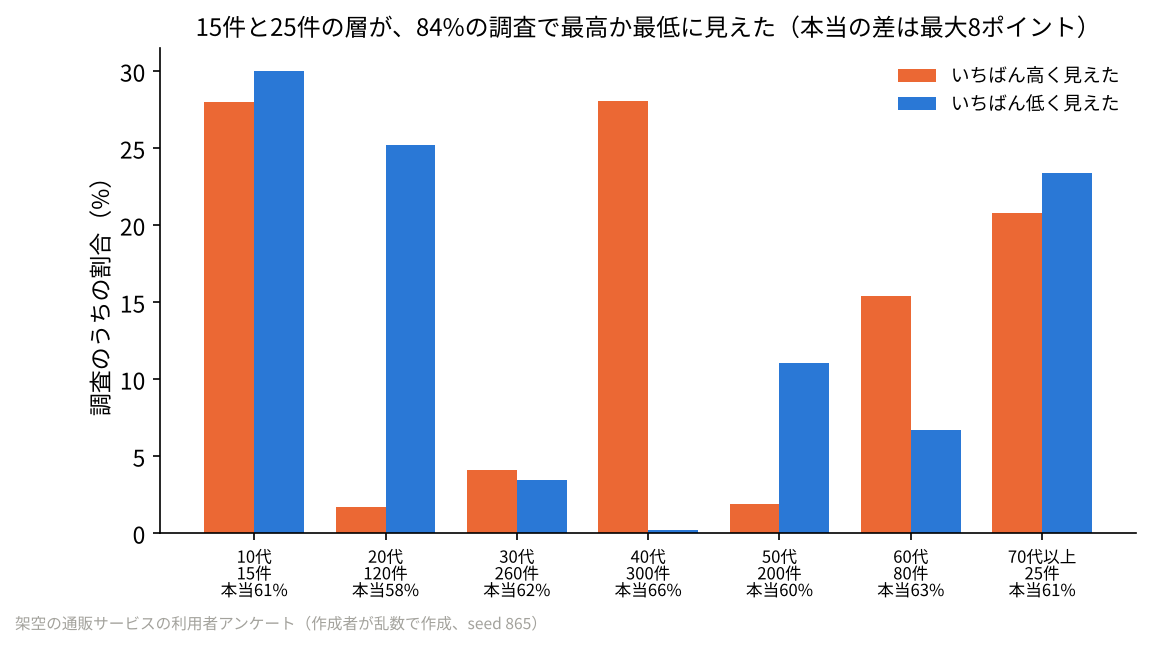 15件と25件の層が、84%の調査で最高か最低に見えた（本当の差は最大8ポイント）
いちばん高く見えた
いちばん低く見えた
調査のうちの割合（%）
30
25
20
15
10
5
0
10代
15件
本当61%
20代
120件
本当58%
30代
260件
本当62%
40代
300件
本当66%
50代
200件
本当60%
60代
80件
本当63%
70代以上
25件
本当61%
架空の通販サービスの利用者アンケート（作成者が乱数で作成、seed 865）